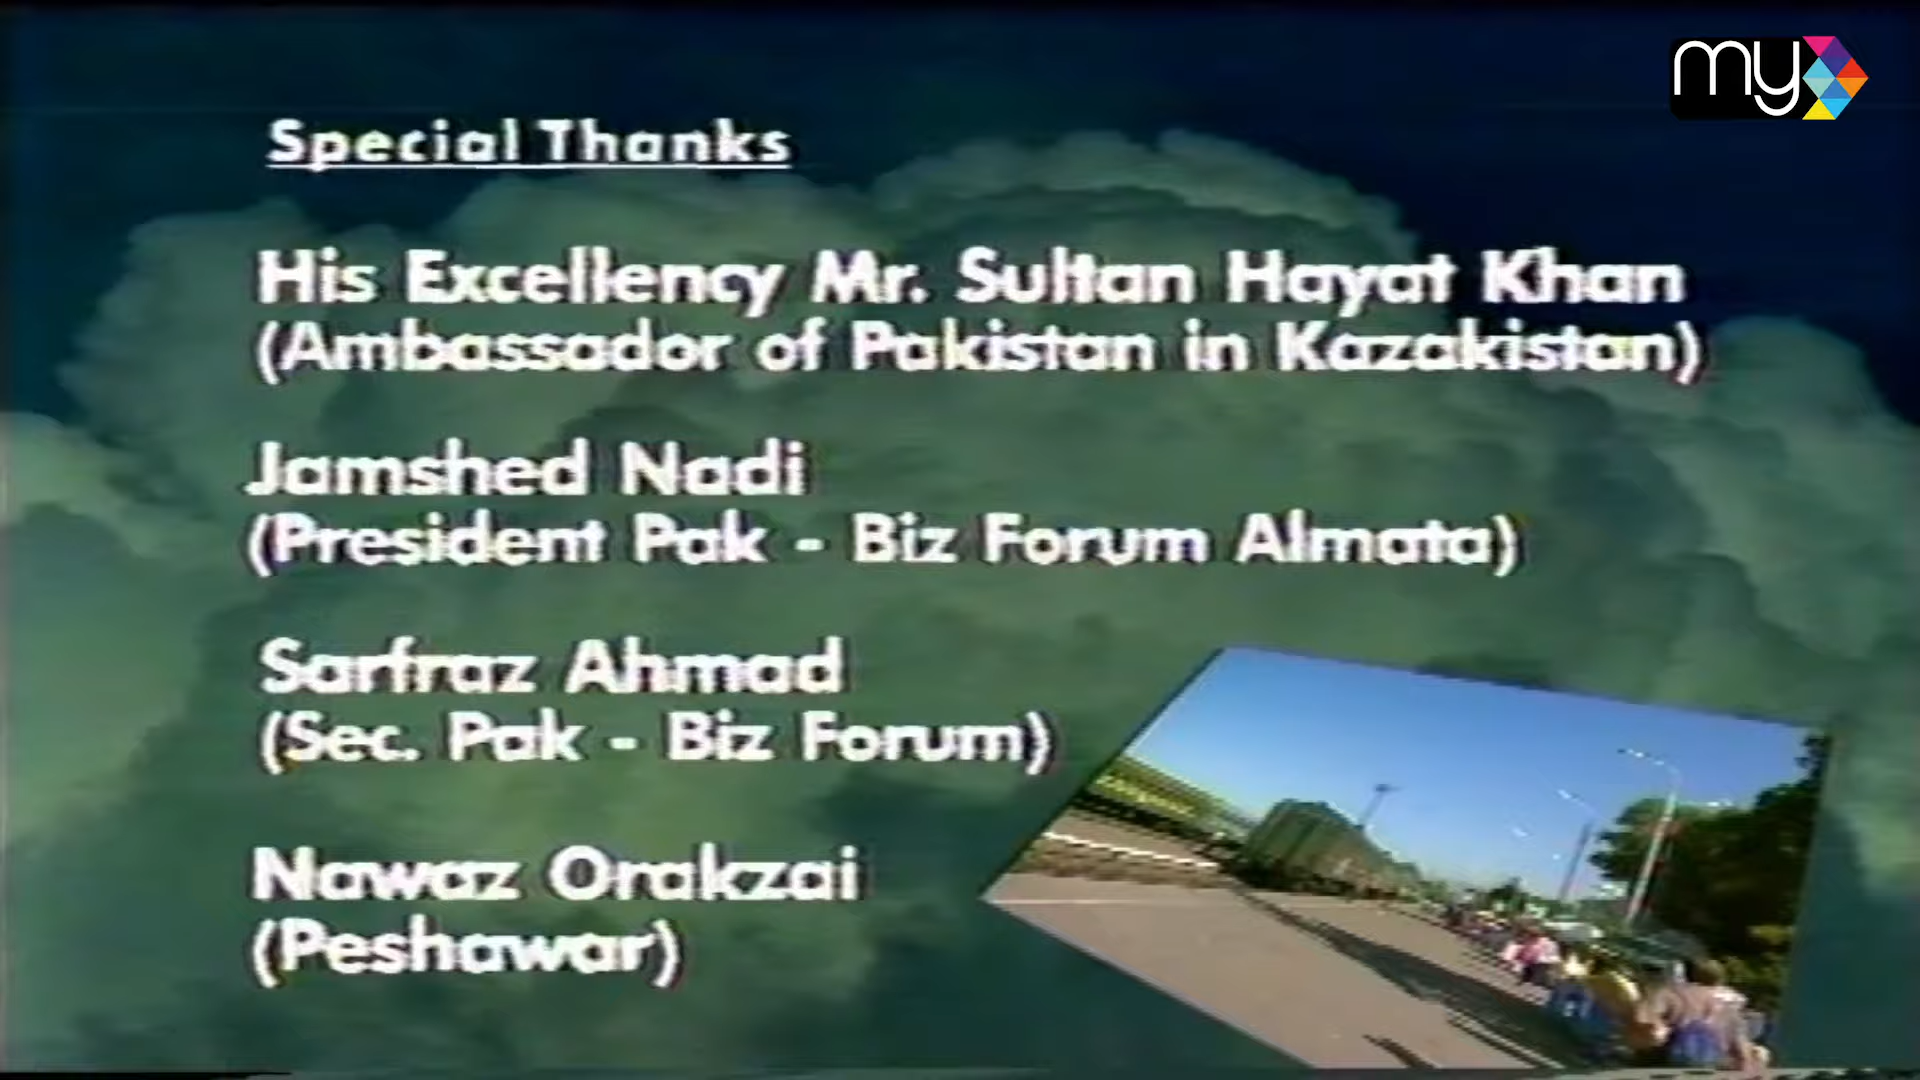 my
Special Thanks
His Excellency Mr. Sultan Hayat Khan
(Ambassador of Pakistan in Kazakistan)
Jamshed Nadi
(President Pak - Biz Forum Almata)
Sarfraz Ahmad
(Sec. Pak - Biz Forum)
Nawaz Orakzai
(Peshawar)